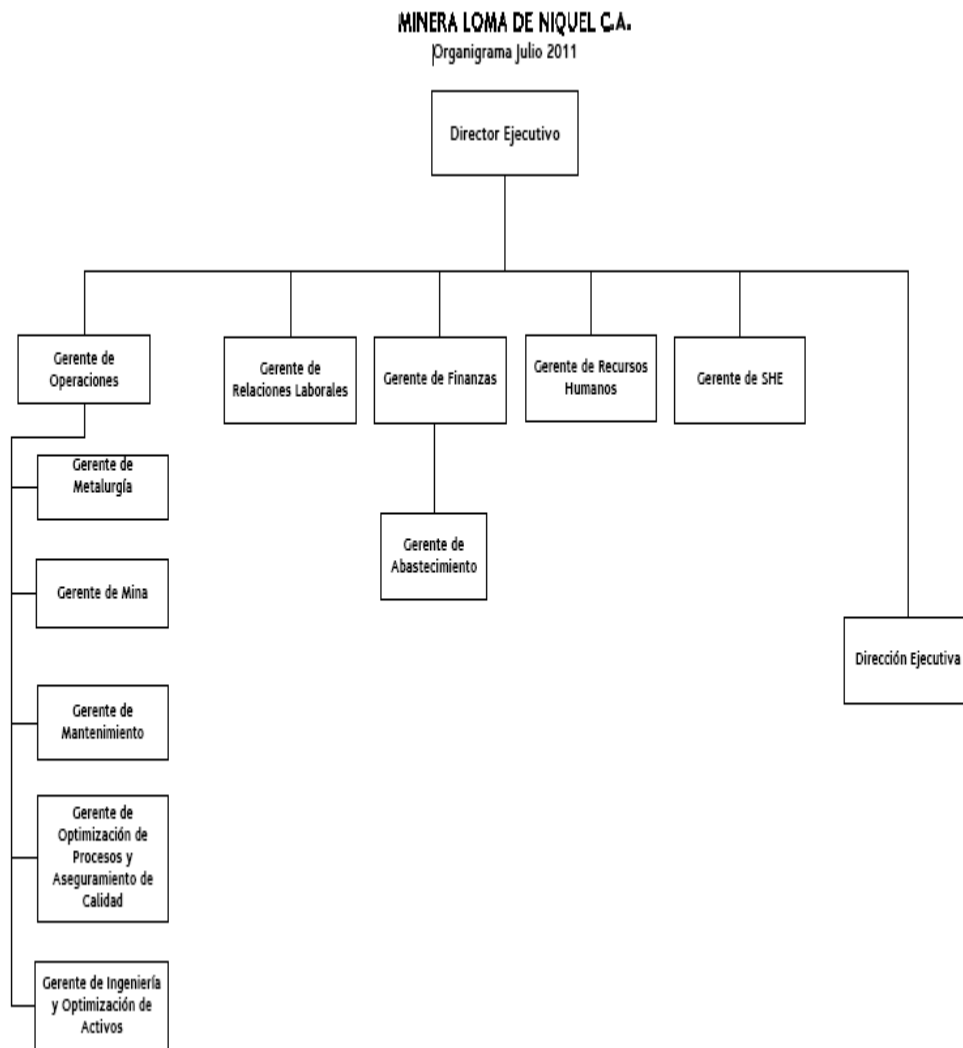 MINERA LOMA DE NIQUEL C.A.
Organigrama Julio 2011
Director Ejecutivo
Gerente de
Operaciones
Gerente de
Relaciones Laborales
Gerente de Finanzas
Gerente de Recursos
Humanos
Gerente de SHE
Gerente de
Metalurgía
Gerente de
Abastecimiento
Gerente de Mina
Dirección Ejecutiva
Gerente de
Mantenimiento
Gerente de
Optimización de
Procesos y
Aseguramiento de
Calidad
Gerente de Ingeniería
y Optimización de
Activos